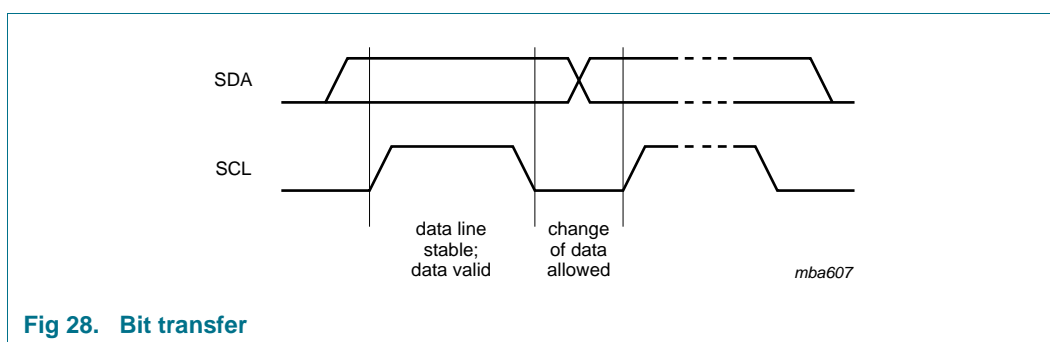 SDA
SCL
data line
stable;
data valid
change
of data
allowed
mba607
Fig 28. Bit transfer